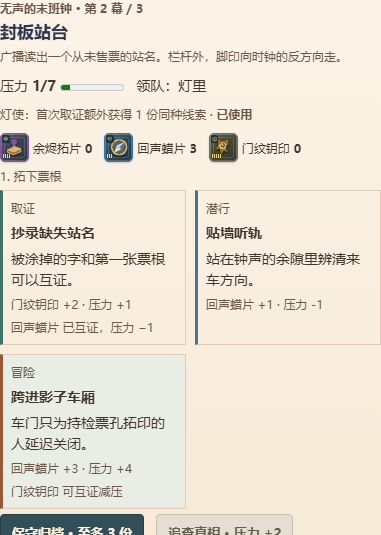 无声的末班钟 · 第 2 幕 / 3
封板站台
广播读出一个从未售票的站名。栏杆外，脚印向时钟的反方向走。
压力 1/7 领队：灯里
灯使：首次取证额外获得 1 份同种线索 · 已使用
余烬拓片 0 回声蜡片 3 门纹钥印 0
1. 拓下票根
取证
抄录缺失站名
被涂掉的字和第一张票根
可以互证。
门纹钥印 +2 · 压力 +1
回声蜡片 已互证，压力 −1
潜行
贴墙听轨
站在钟声的余隙里辨清来
车方向。
回声蜡片 +1 · 压力 -1
冒险
跨进影子车厢
车门只为持检票孔拓印的
人延迟关闭。
回声蜡片 +3 · 压力 +4
门纹钥印 可互证减压
保守归档 · 至多 3 份
追查真相 · 压力 +2